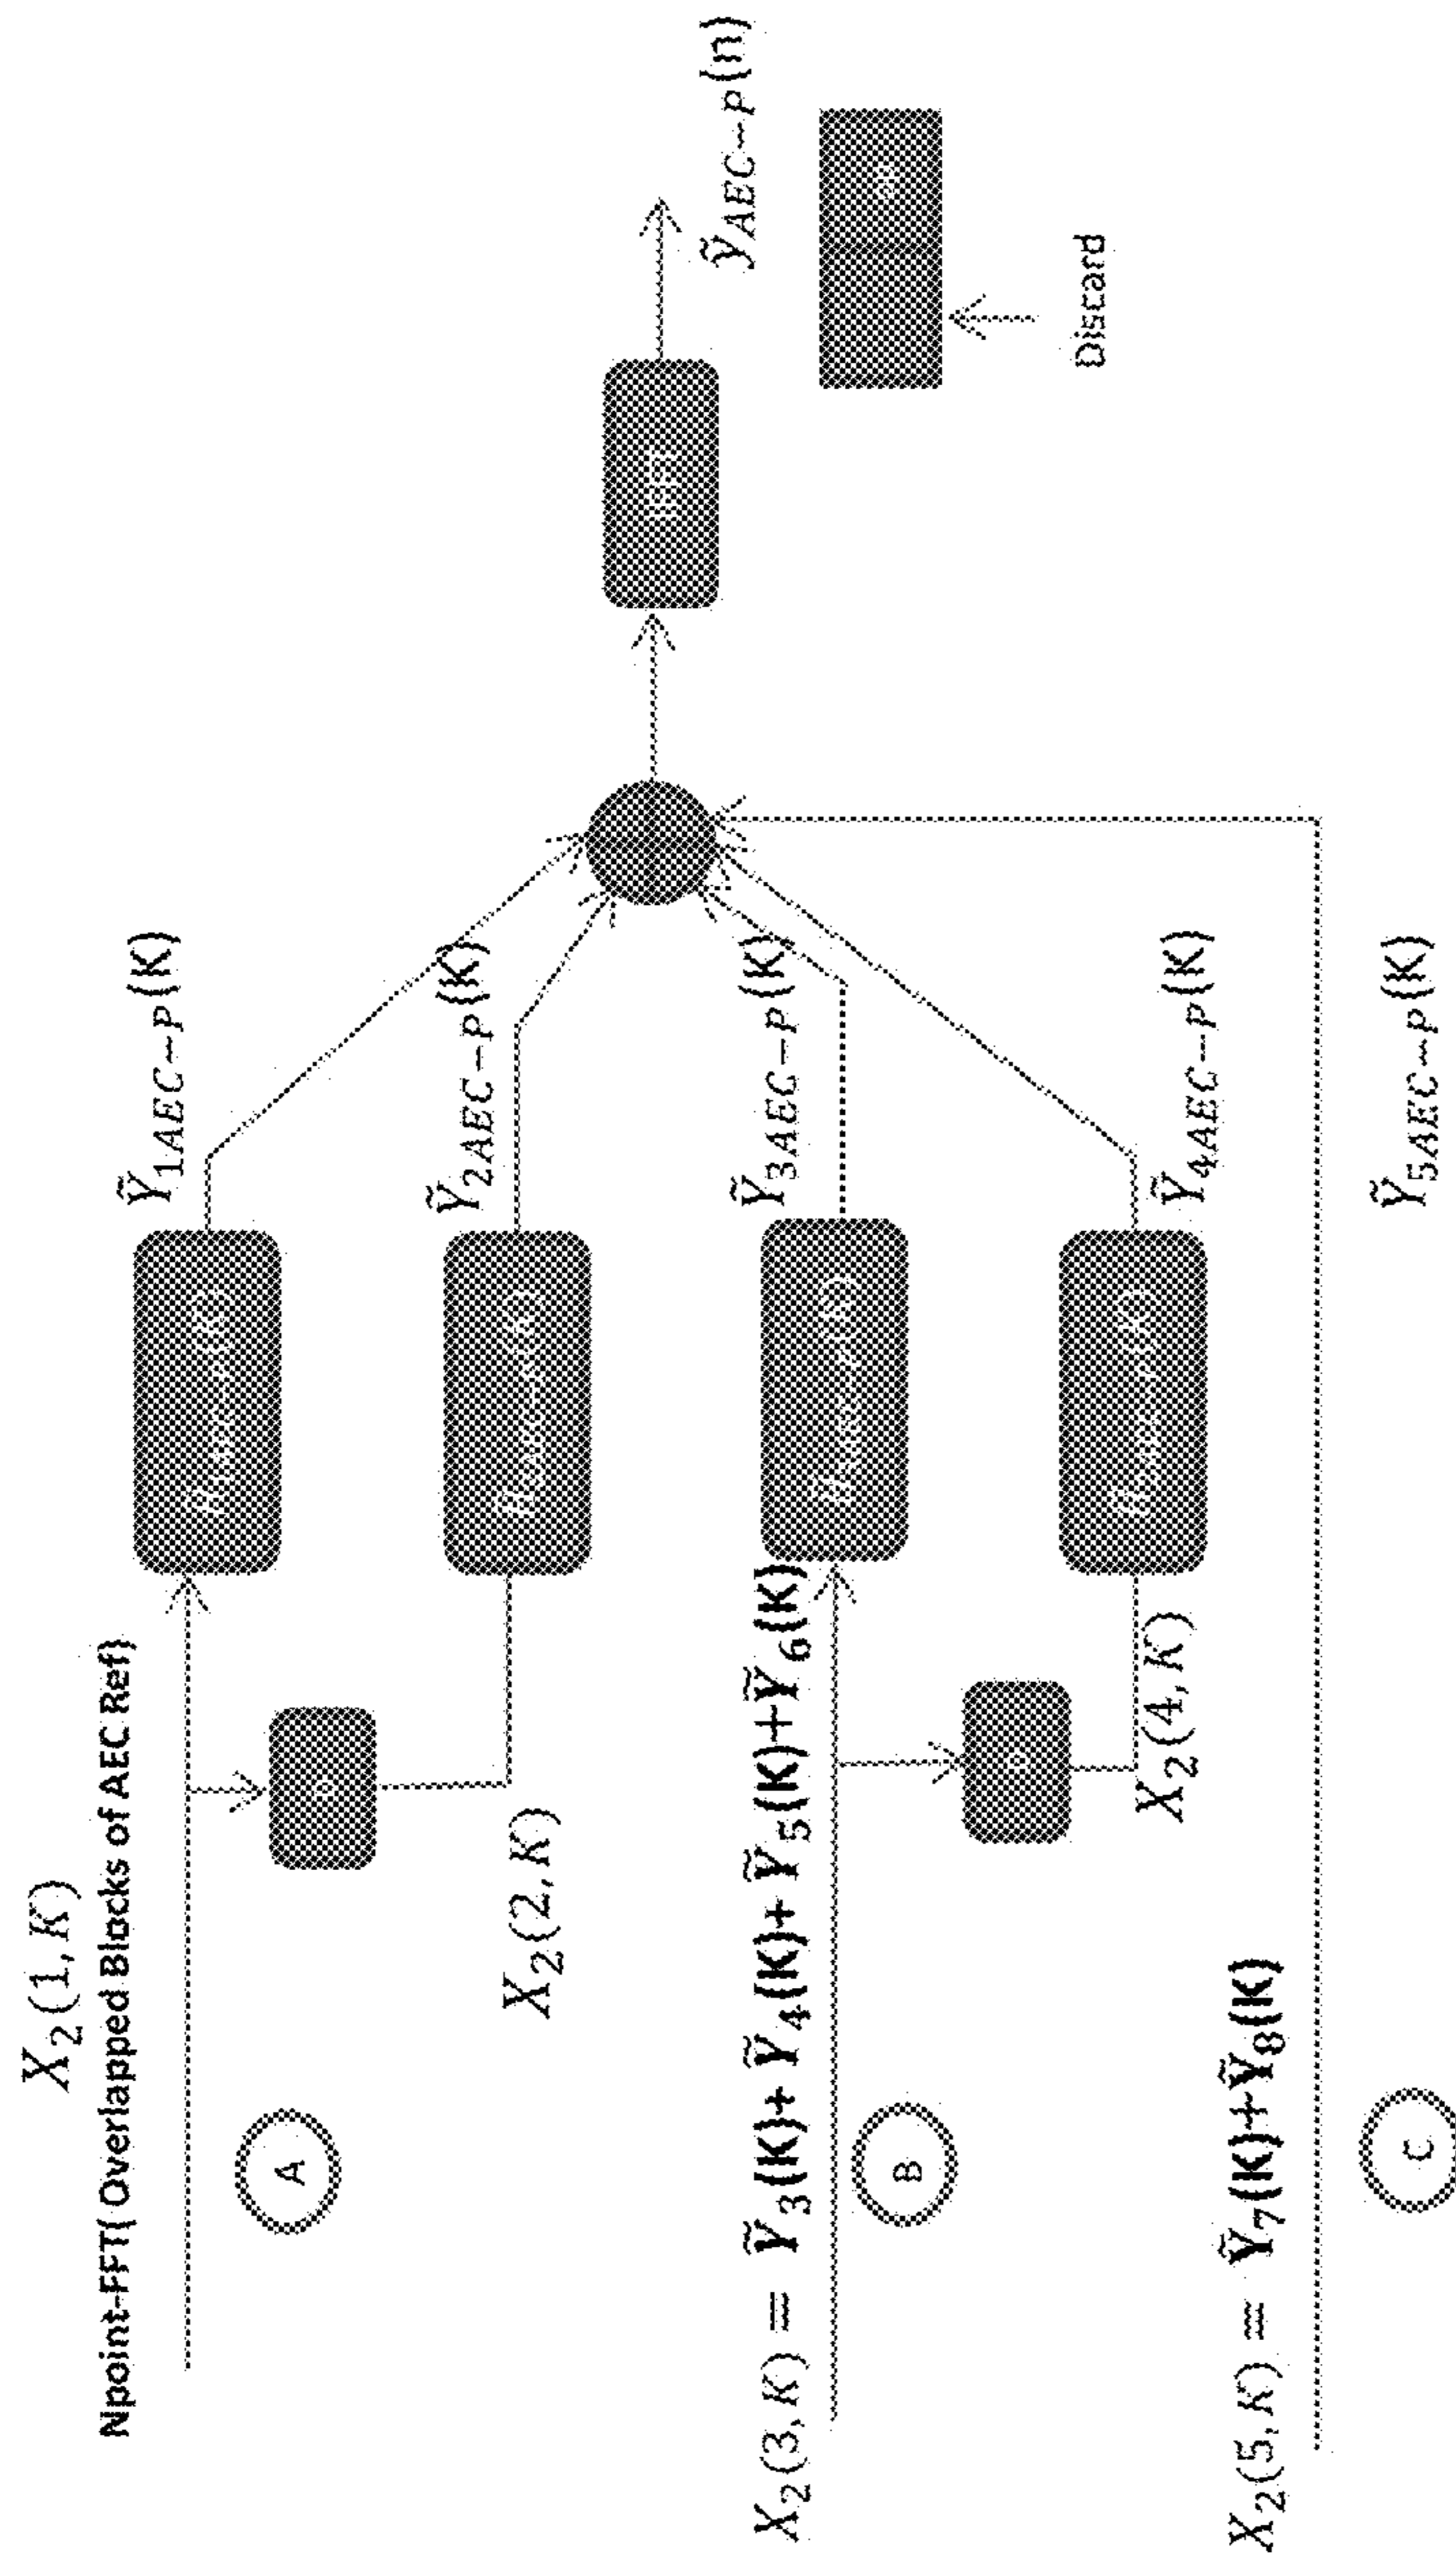 X₂(1,K)
Npoint-FFT( Overlapped Blocks of AEC Ref)
Ỹ₁AEC−P(K)
A
X₂(2,K)
Ỹ₂AEC−P(K)
ỹAEC−P(n)
X₂(3,K) = Ỹ₃(K)+ Ỹ₄(K)+ Ỹ₅(K)+Ỹ₆(K)
Ỹ₃AEC−P(K)
B
Discard
X₂(4,K)
Ỹ₄AEC−P(K)
X₂(5,K) = Ỹ₇(K)+Ỹ₈(K)
C
Ỹ₅AEC−P(K)